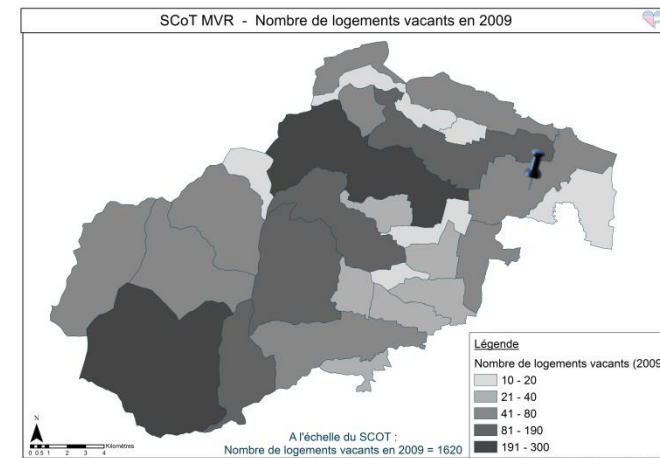 SCoT MVR - Nombre de logements vacants en 2009
Légende
Nombre de logements vacants (2009
10 - 20
21 - 40
41 - 80
81 - 190
191 - 300
N
0 0.5 1 2 3 4 Kilomètres
A l'échelle du SCOT :
Nombre de logements vacants en 2009 = 1620